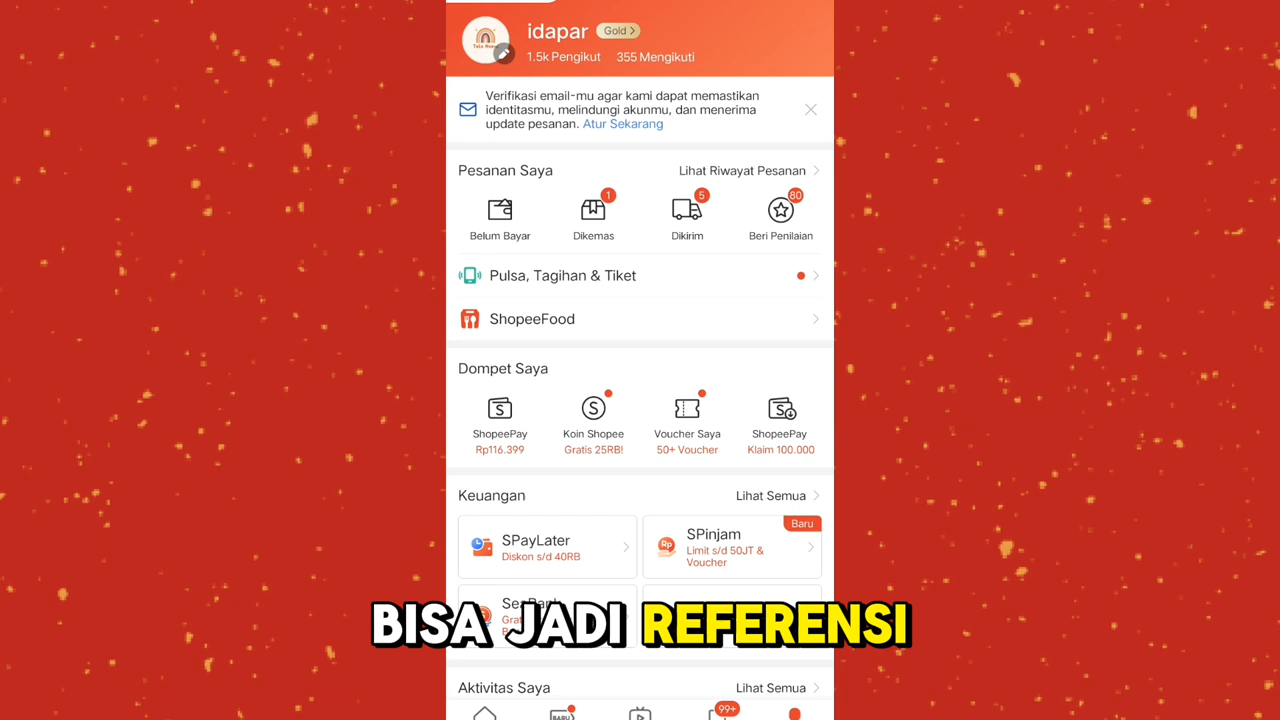 idapar Gold >
1.5k Pengikut 355 Mengikuti
Verifikasi email-mu agar kami dapat memastikan
identitasmu, melindungi akunmu, dan menerima
update pesanan. Atur Sekarang
Pesanan Saya Lihat Riwayat Pesanan
1 5 80
Belum Bayar Dikemas Dikirim Beri Penilaian
Pulsa, Tagihan & Tiket
ShopeeFood
Dompet Saya
ShopeePay Koin Shopee Voucher Saya ShopeePay
Rp116.399 Gratis 25RB! 50+ Voucher Klaim 100.000
Keuangan Lihat Semua
Baru
SPayLater SPinjam
Diskon s/d 40RB Limit s/d 50JT &
Voucher
SeaBank
BISA JADI REFERENSI
Aktivitas Saya Lihat Semua
99+
BARU